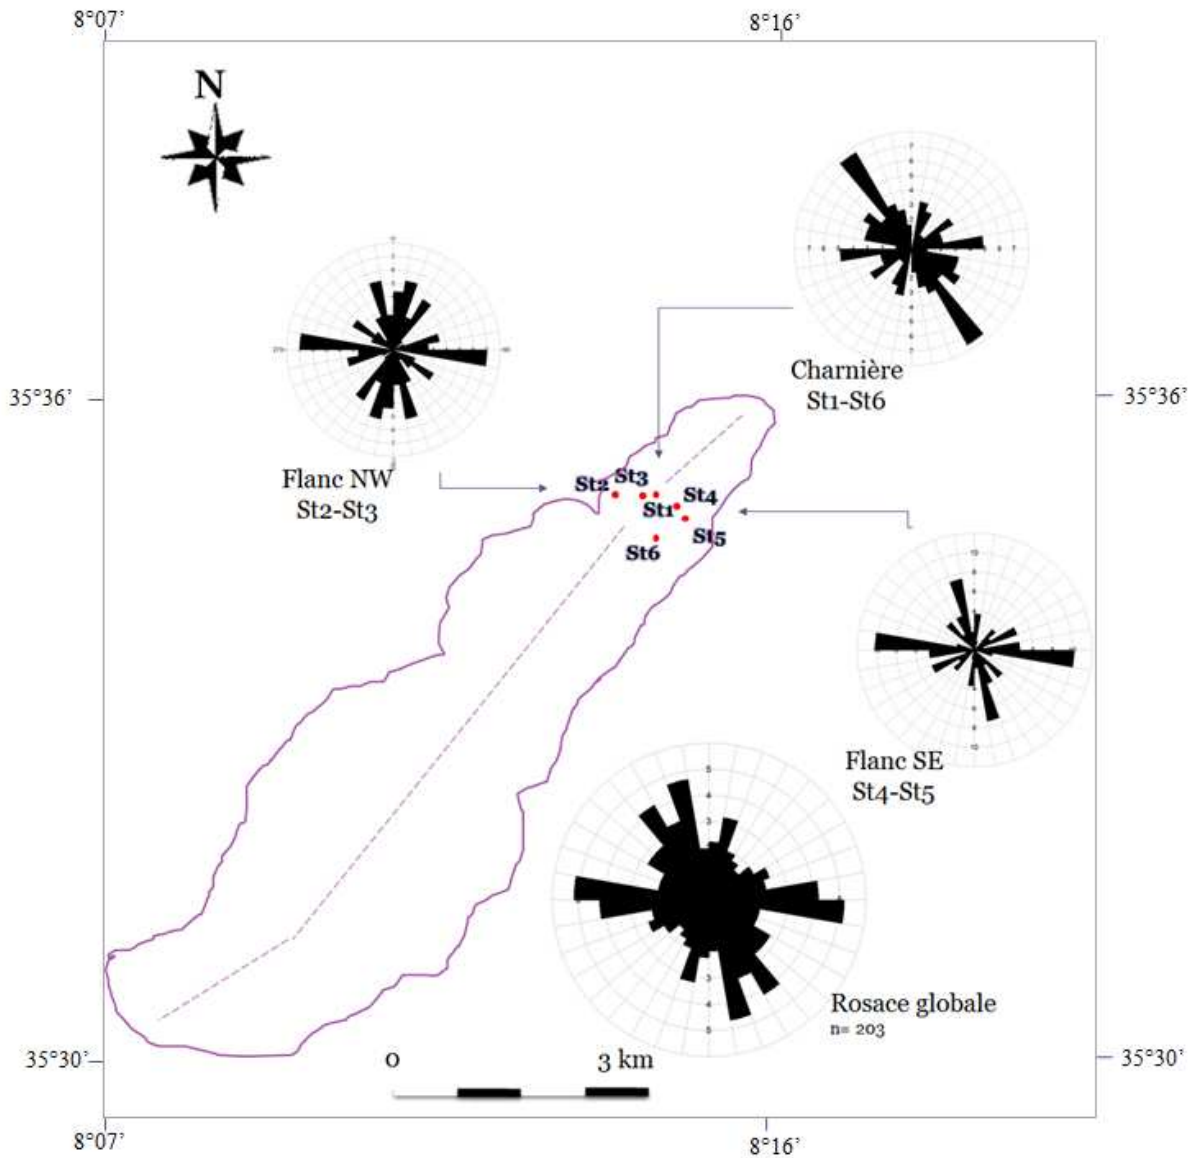 8°07’
8°16’
N
Charnière
St1-St6
35°36’
35°36’
Flanc NW
St2-St3
St2
St3
St1
St4
St5
St6
Flanc SE
St4-St5
Rosace globale
n= 203
0
3 km
35°30’
35°30’
8°07’
8°16’